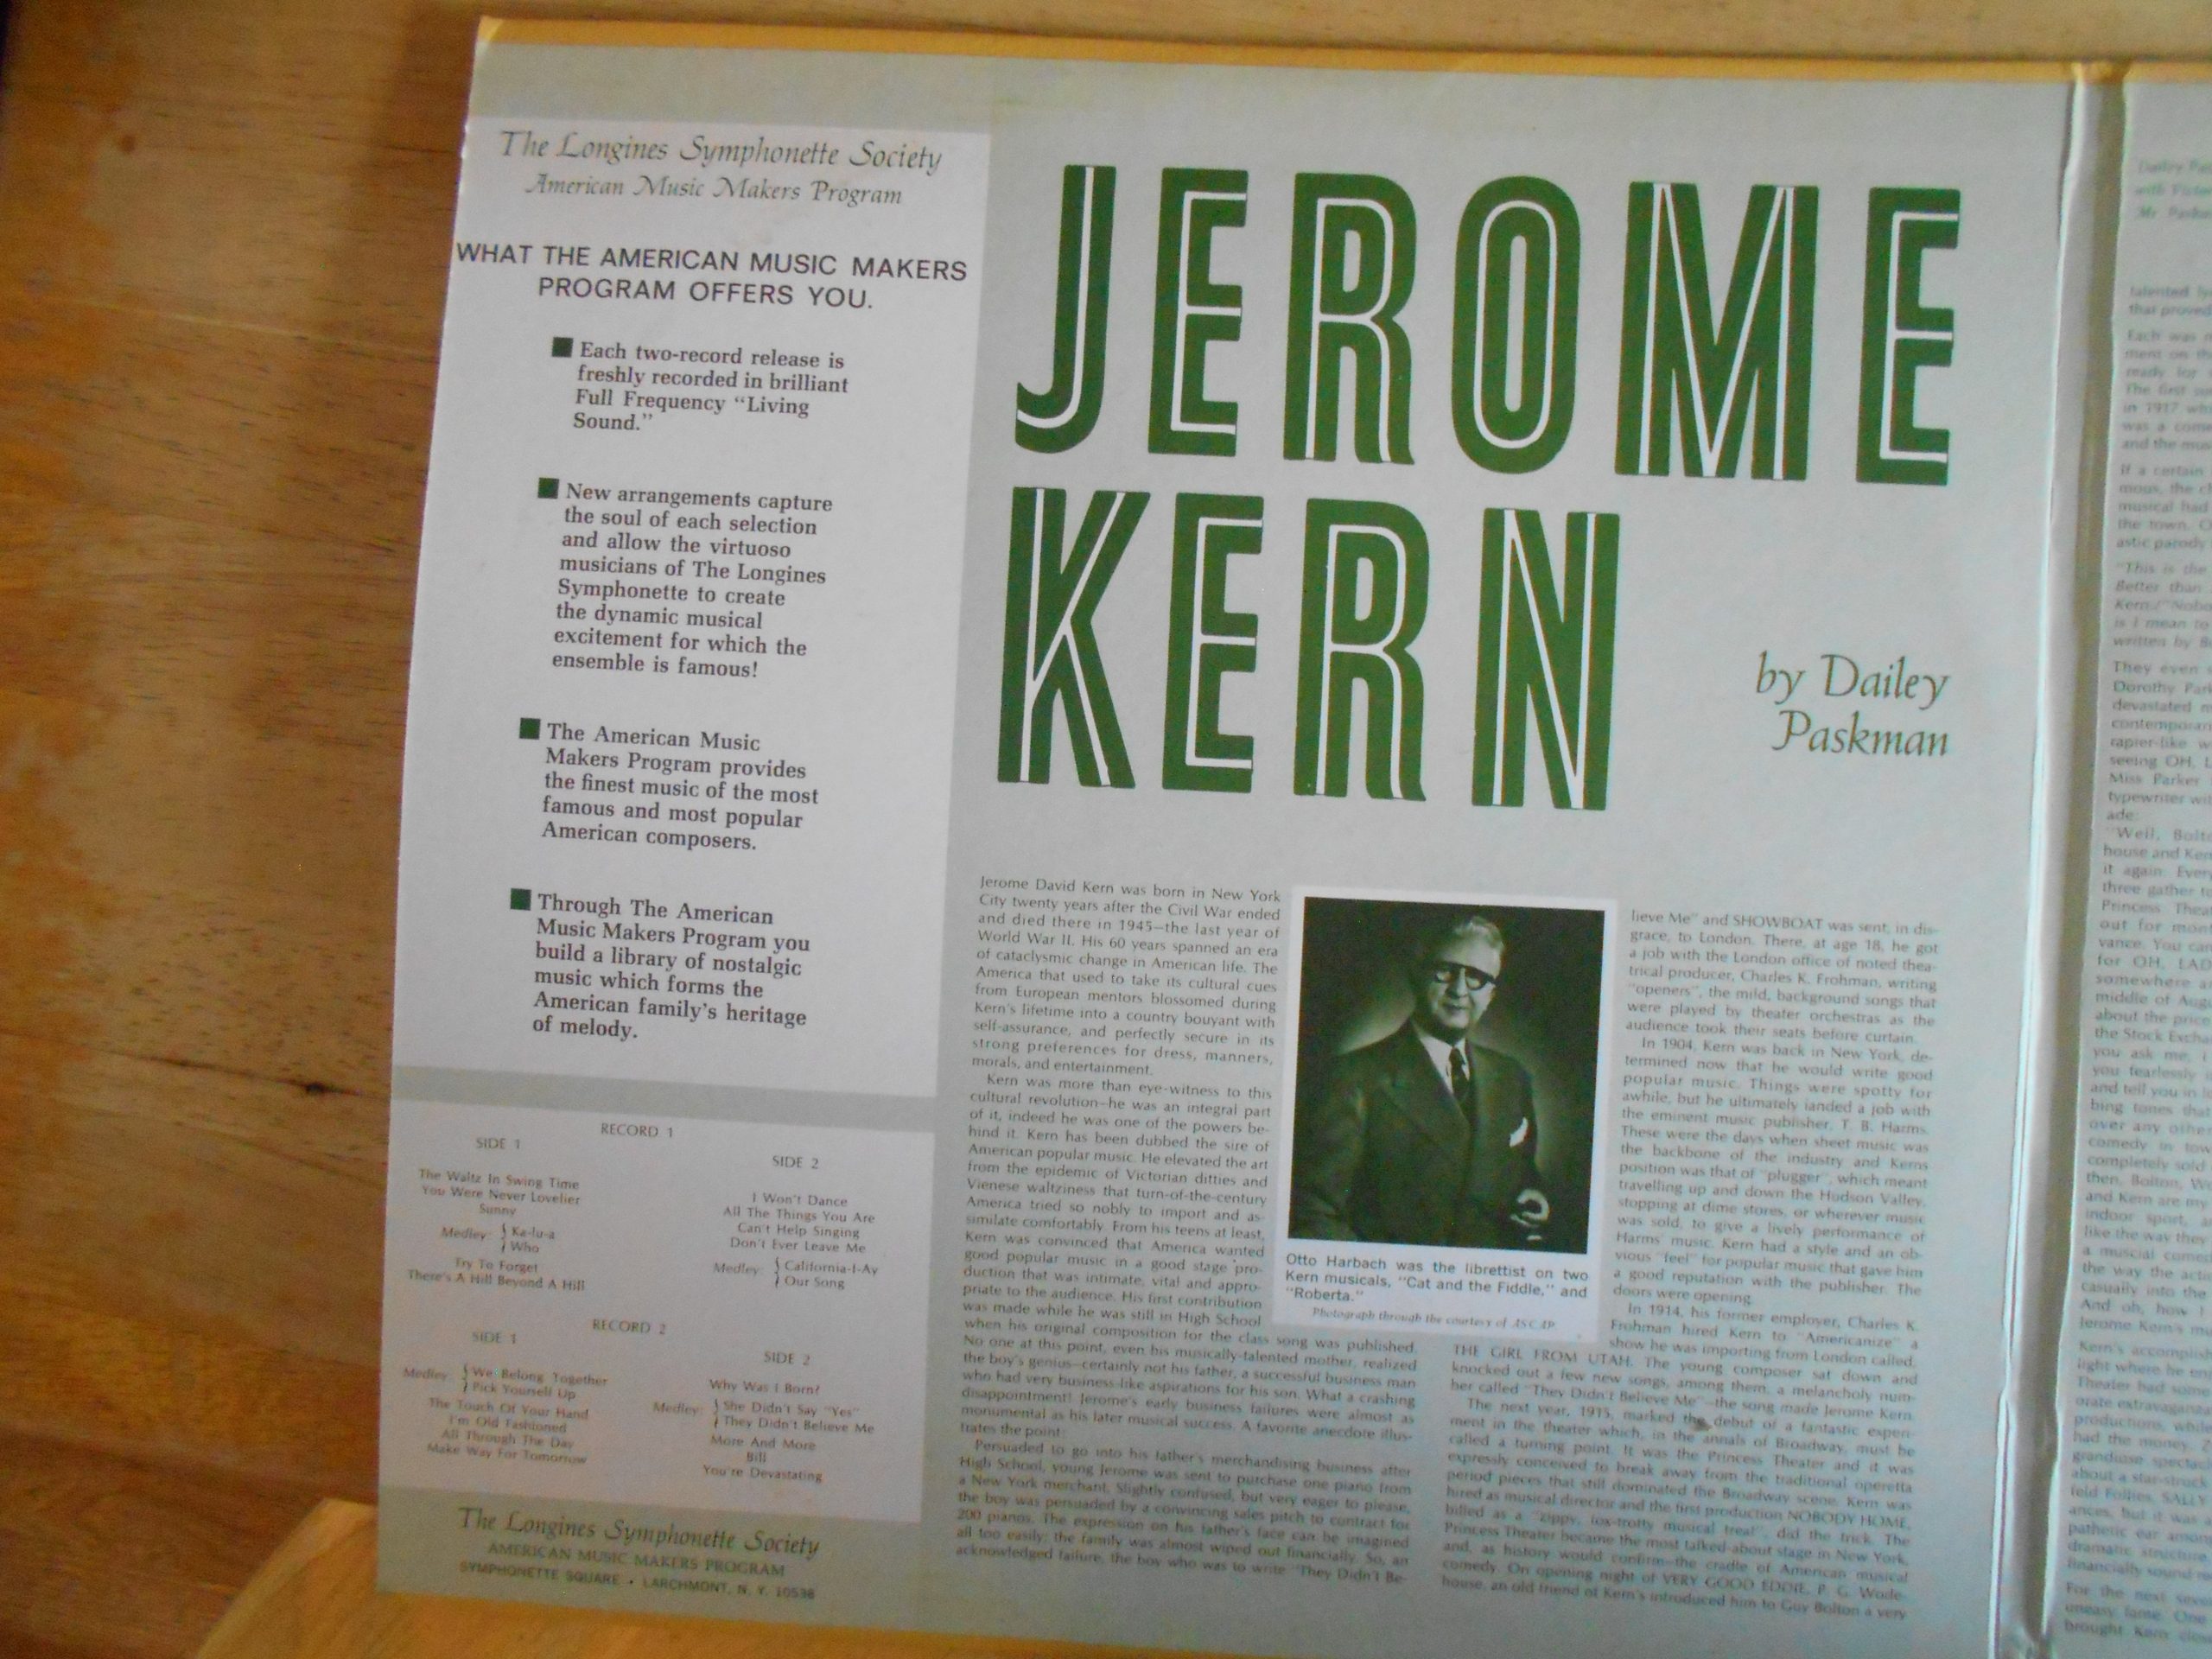 The Longines Symphonette Society
American Music Makers Program
WHAT THE AMERICAN MUSIC MAKERS
PROGRAM OFFERS YOU.
■ Each two-record release is
freshly recorded in brilliant
Full Frequency “Living
Sound.”
■ New arrangements capture
the soul of each selection
and allow the virtuoso
musicians of The Longines
Symphonette to create
the dynamic musical
excitement for which the
ensemble is famous!
■ The American Music
Makers Program provides
the finest music of the most
famous and most popular
American composers.
■ Through The American
Music Makers Program you
build a library of nostalgic
music which forms the
American family's heritage
of melody.
RECORD 1
SIDE 1
The Waltz In Swing Time
You Were Never Lovelier
Sunny
Medley: { Ka-lu-a
Who
Try To Forget
There's A Hill Beyond A Hill
SIDE 2
I Won't Dance
All The Things You Are
Can't Help Singing
Don't Ever Leave Me
Medley: { California-I-Ay
Our Song
RECORD 2
SIDE 1
Medley { We Belong Together
Pick Yourself Up
The Touch Of Your Hand
I'm Old Fashioned
All Through The Day
Make Way For Tomorrow
SIDE 2
Why Was I Born?
Medley: { She Didn't Say "Yes"
They Didn't Believe Me
More And More
Bill
You're Devastating
The Longines Symphonette Society
AMERICAN MUSIC MAKERS PROGRAM
SYMPHONETTE SQUARE • LARCHMONT, N. Y. 10538
JEROME
KERN
by Dailey
Paskman
Jerome David Kern was born in New York
City twenty years after the Civil War ended
and died there in 1945—the last year of
World War II. His 60 years spanned an era
of cataclysmic change in American life. The
America that used to take its cultural cues
from European mentors blossomed during
Kern's lifetime into a country bouyant with
self-assurance, and perfectly secure in its
strong preferences for dress, manners,
morals, and entertainment.
Kern was more than eye-witness to this
cultural revolution—he was an integral part
of it, indeed he was one of the powers be-
hind it. Kern has been dubbed the sire of
American popular music. He elevated the art
from the epidemic of Victorian ditties and
Vienese waltziness that turn-of-the-century
America tried so nobly to import and as-
similate comfortably. From his teens at least,
Kern was convinced that America wanted
good popular music in a good stage pro-
duction that was intimate, vital and appro-
priate to the audience. His first contribution
was made while he was still in High School
when his original composition for the class song was published.
No one at this point, even his musically-talented mother, realized
the boy's genius—certainly not his father, a successful business man
who had very business-like aspirations for his son. What a crashing
disappointment! Jerome's early business failures were almost as
monumental as his later musical success. A favorite anecdore illus-
trates the point:
Persuaded to go into his father's merchandising business after
High School, young Jerome was sent to purchase one piano from
a New York merchant. Slightly confused, but very eager to please,
the boy was persuaded by a convincing sales pitch to contract for
200 pianos. The expression on his father's face can be imagined
all too easily; the family was almost wiped out financially. So, an
acknowledged failure, the boy who was to write "They Didn't Be-
Otto Harbach was the librettist on two
Kern musicals, "Cat and the Fiddle," and
"Roberta."
Photograph through the courtesy of ASCAP
lieve Me" and SHOWBOAT was sent, in dis-
grace, to London. There, at age 18, he got
a job with the London office of noted thea-
trical producer, Charles K. Frohman, writing
"openers", the mild, background songs that
were played by theater orchestras as the
audience took their seats before curtain.
In 1904, Kern was back in New York, de-
termined now that he would write good
popular music. Things were spotty for
awhile, but he ultimately landed a job with
the eminent music publisher, T. B. Harms.
These were the days when sheet music was
the backbone of the industry and Kerns
position was that of "plugger", which meant
travelling up and down the Hudson Valley,
stopping at dime stores, or wherever music
was sold, to give a lively performance of
Harms' music. Kern had a style and an ob-
vious "feel" for popular music that gave him
a good reputation with the publisher. The
doors were opening.
In 1914, his former employer, Charles K.
Frohman hired Kern to "Americanize" a
show he was importing from London called,
THE GIRL FROM UTAH. The young composer sat down and
knocked out a few new songs, among them, a melancholy num-
ber called "They Didn't Believe Me"—the song made Jerome Kern.
The next year, 1915, marked the debut of a fantastic experi-
ment in the theater which, in the annals of Broadway, must be
called a turning point. It was the Princess Theater and it was
expressly conceived to break away from the traditional operetta
period pieces that still dominated the Broadway scene. Kern was
hired as musical director and the first production NOBODY HOME,
billed as a "zippy, fox-trotty musical treat", did the trick. The
Princess Theater became the most talked-about stage in New York,
and, as history would confirm—the cradle of American musical
comedy. On opening night of VERY GOOD EDDIE, P. G. Wode-
house, an old friend of Kern's introduced him to Guy Bolton a very